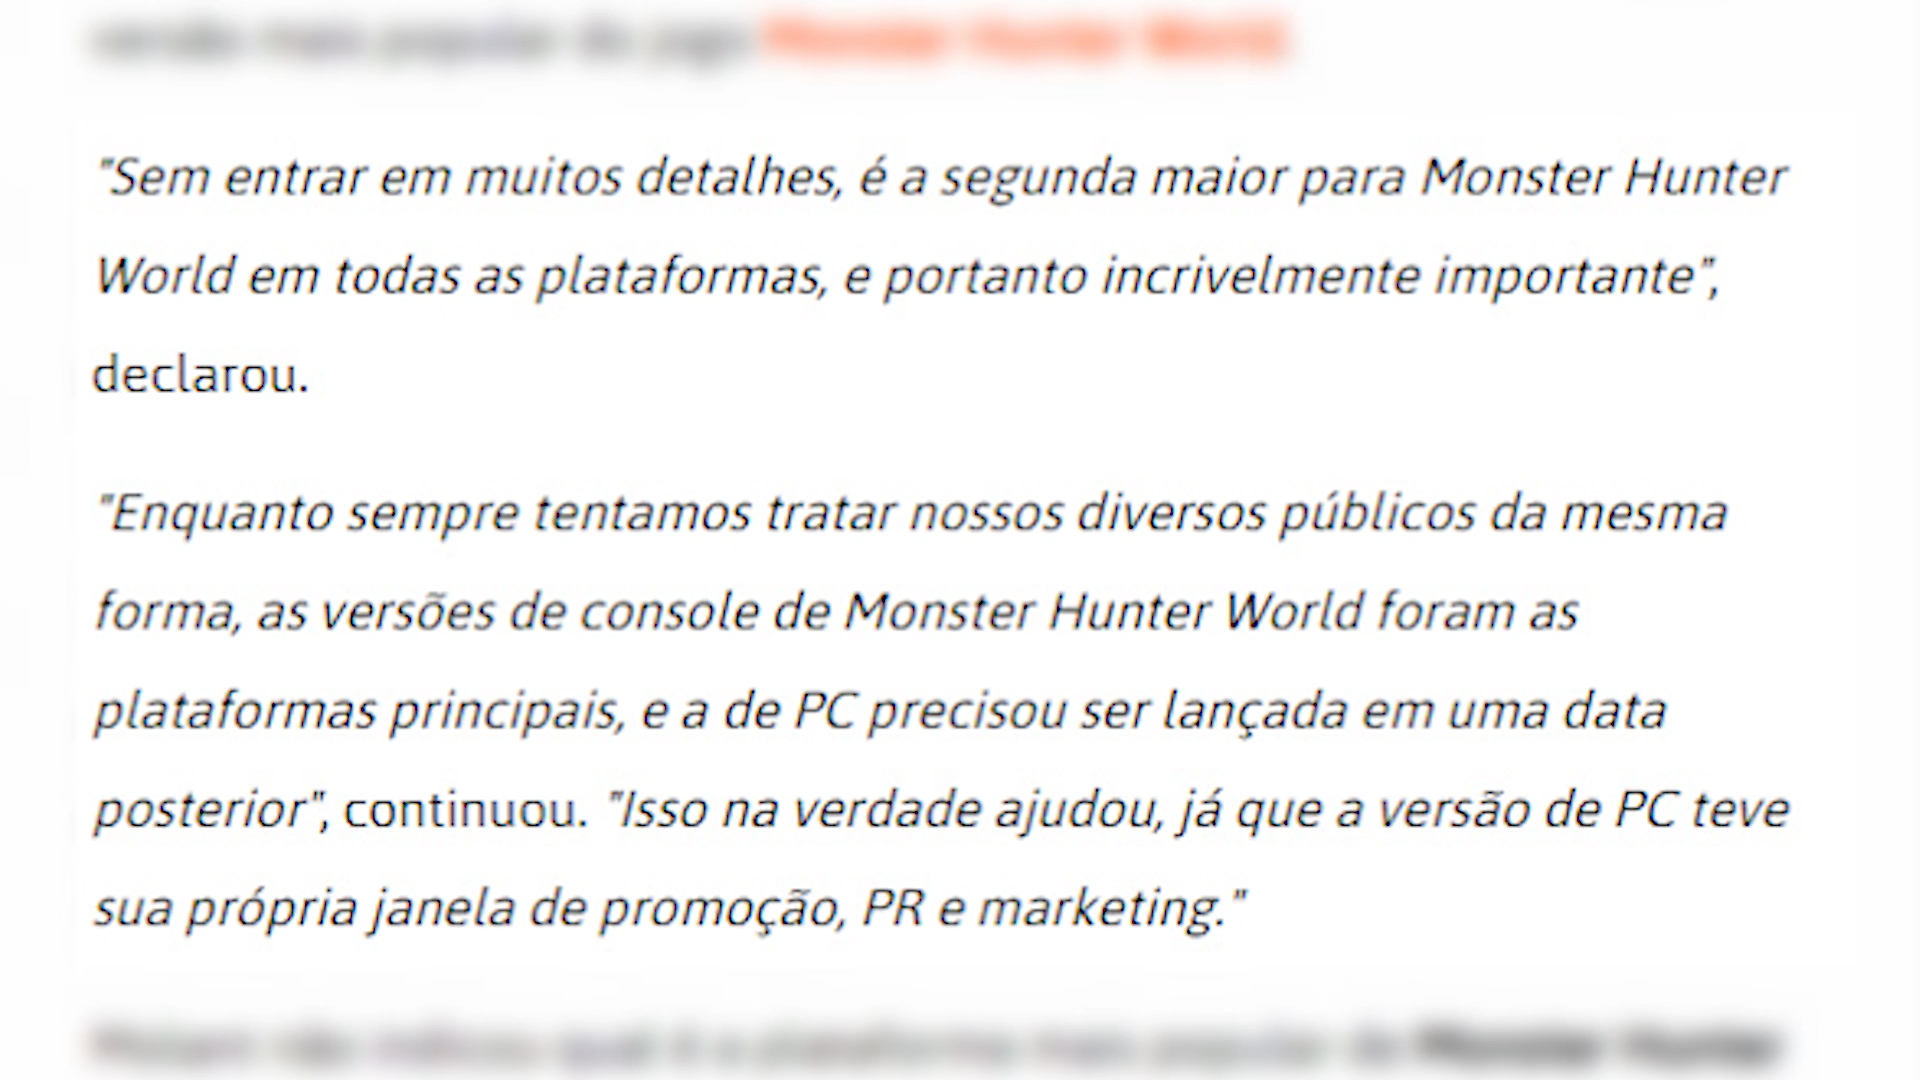 "Sem entrar em muitos detalhes, é a segunda maior para Monster Hunter
World em todas as plataformas, e portanto incrivelmente importante",
declarou.
"Enquanto sempre tentamos tratar nossos diversos públicos da mesma
forma, as versões de console de Monster Hunter World foram as
plataformas principais, e a de PC precisou ser lançada em uma data
posterior", continuou. "Isso na verdade ajudou, já que a versão de PC teve
sua própria janela de promoção, PR e marketing."